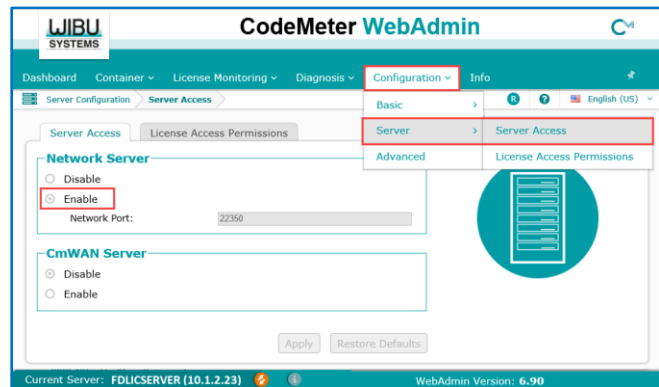 WIBU
SYSTEMS
CodeMeter WebAdmin
Dashboard Container License Monitoring Diagnosis Configuration Info
Server Configuration Server Access
R ? English (US)
Basic
Server
Advanced
Server Access
License Access Permissions
Server Access License Access Permissions
Network Server
Disable
Enable
Network Port: 22350
CmWAN Server
Disable
Enable
Apply Restore Defaults
Current Server: FDLICSERVER (10.1.2.23) WebAdmin Version: 6.90